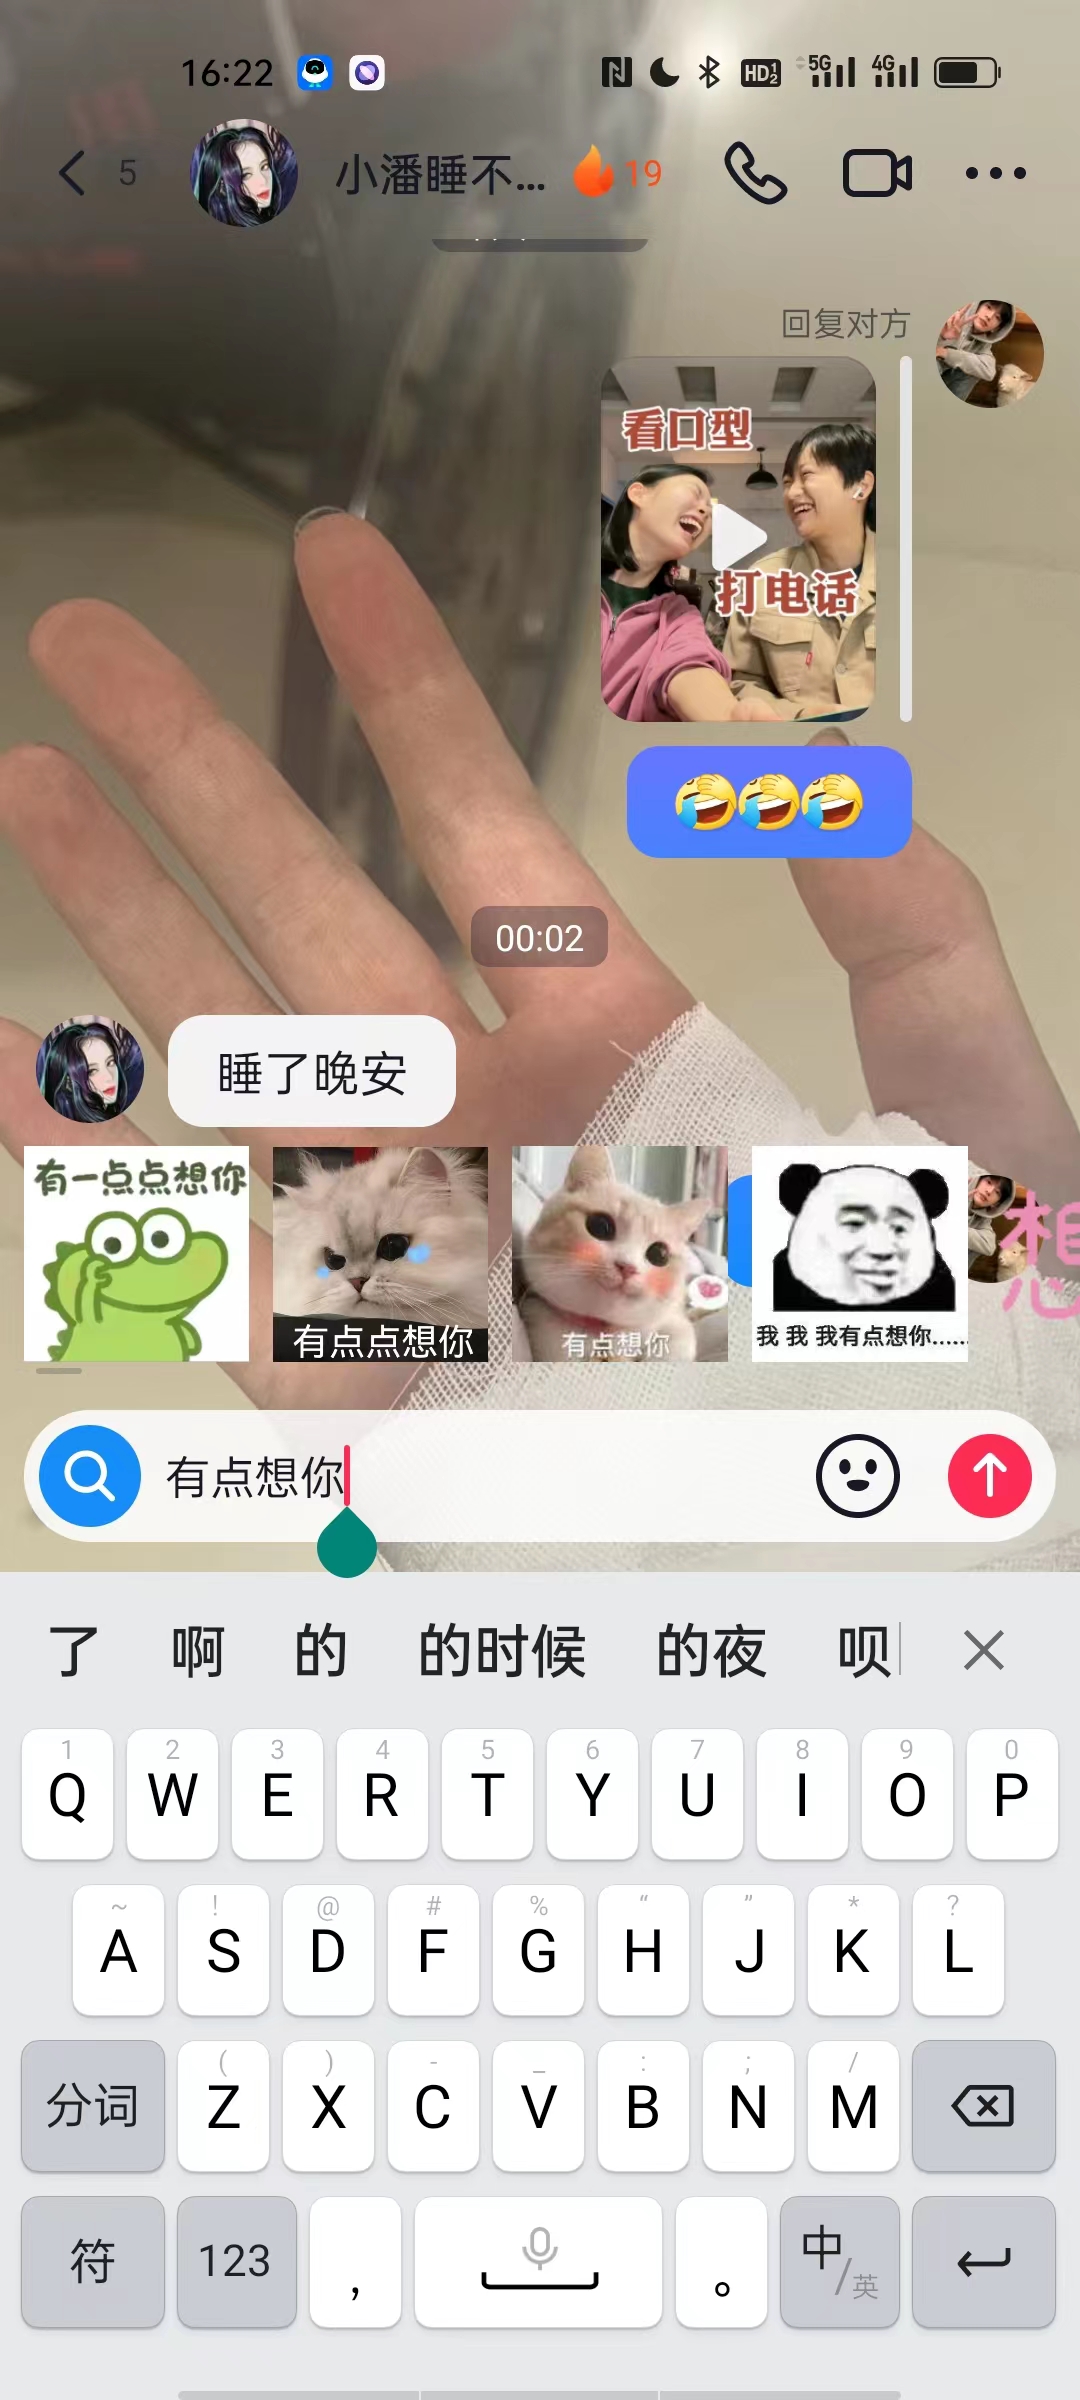 16:22
HD 1 2
5G
4G
5
小潘睡不...
19
回复对方
看口型
打电话
00:02
睡了晚安
有一点点想你
有点点想你
有点想你
我 我 我有点想你......
想
有点想你
了 啊 的 的时候 的夜 呗
1 2 3 4 5 6 7 8 9 0
Q W E R T Y U I O P
~ ! @ # % “ ” * ?
A S D F G H J K L
( ) - _ : ; /
分词 Z X C V B N M
符 123 , 。 中/英